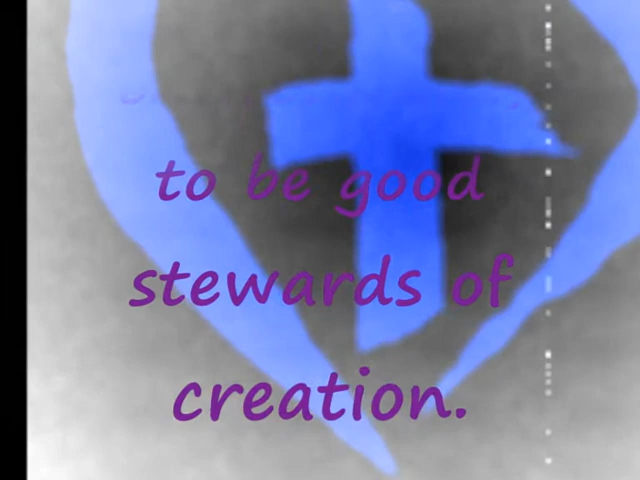 to be good
stewards of
creation.